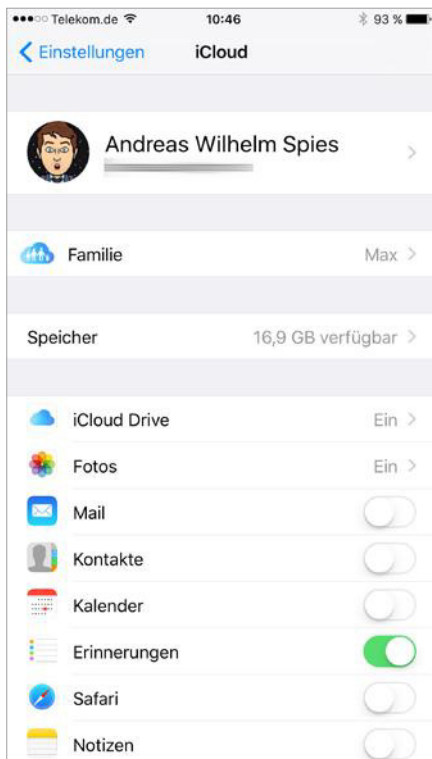 Telekom.de 10:46 93 %
Einstellungen iCloud
Andreas Wilhelm Spies
Familie Max
Speicher 16,9 GB verfügbar
iCloud Drive Ein
Fotos Ein
Mail
Kontakte
Kalender
Erinnerungen
Safari
Notizen